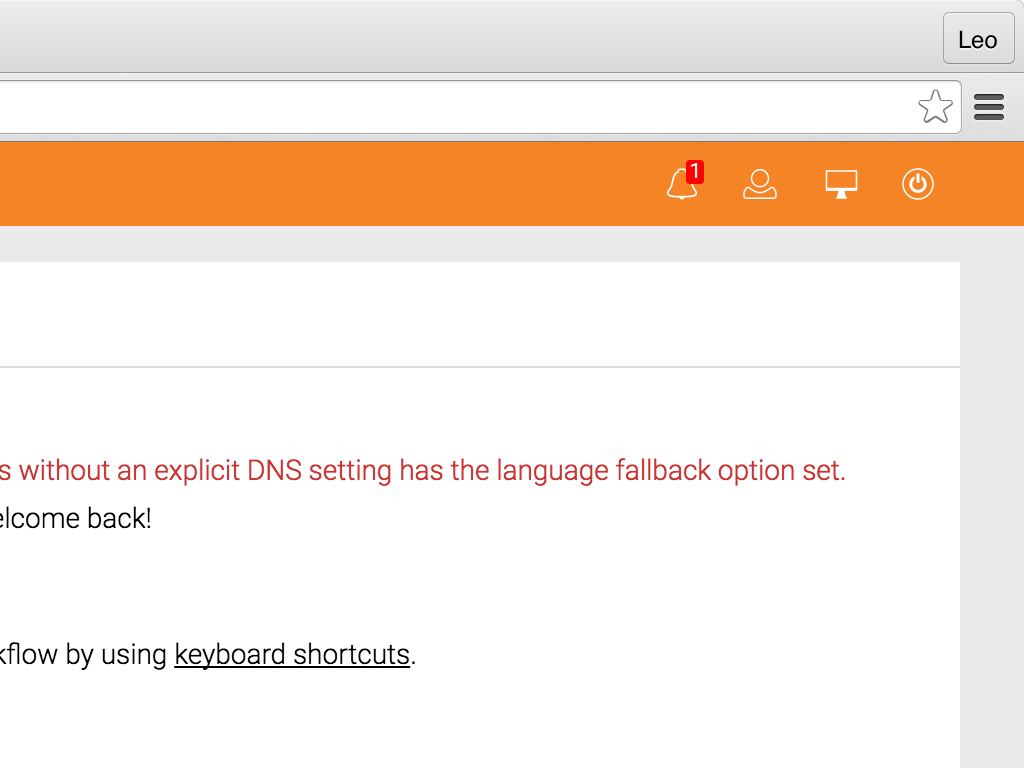 Leo
1
s without an explicit DNS setting has the language fallback option set.
elcome back!
kflow by using keyboard shortcuts.